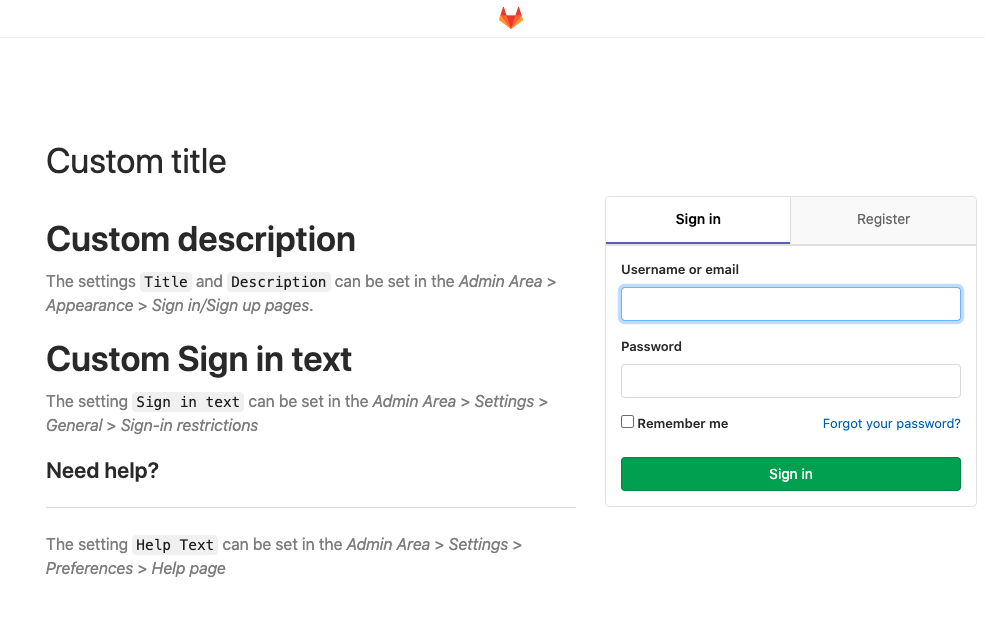 Custom title
Custom description
The settings Title and Description can be set in the Admin Area >
Appearance > Sign in/Sign up pages.
Custom Sign in text
The setting Sign in text can be set in the Admin Area > Settings >
General > Sign-in restrictions
Need help?
The setting Help Text can be set in the Admin Area > Settings >
Preferences > Help page
Sign in
Register
Username or email
Password
Remember me
Forgot your password?
Sign in